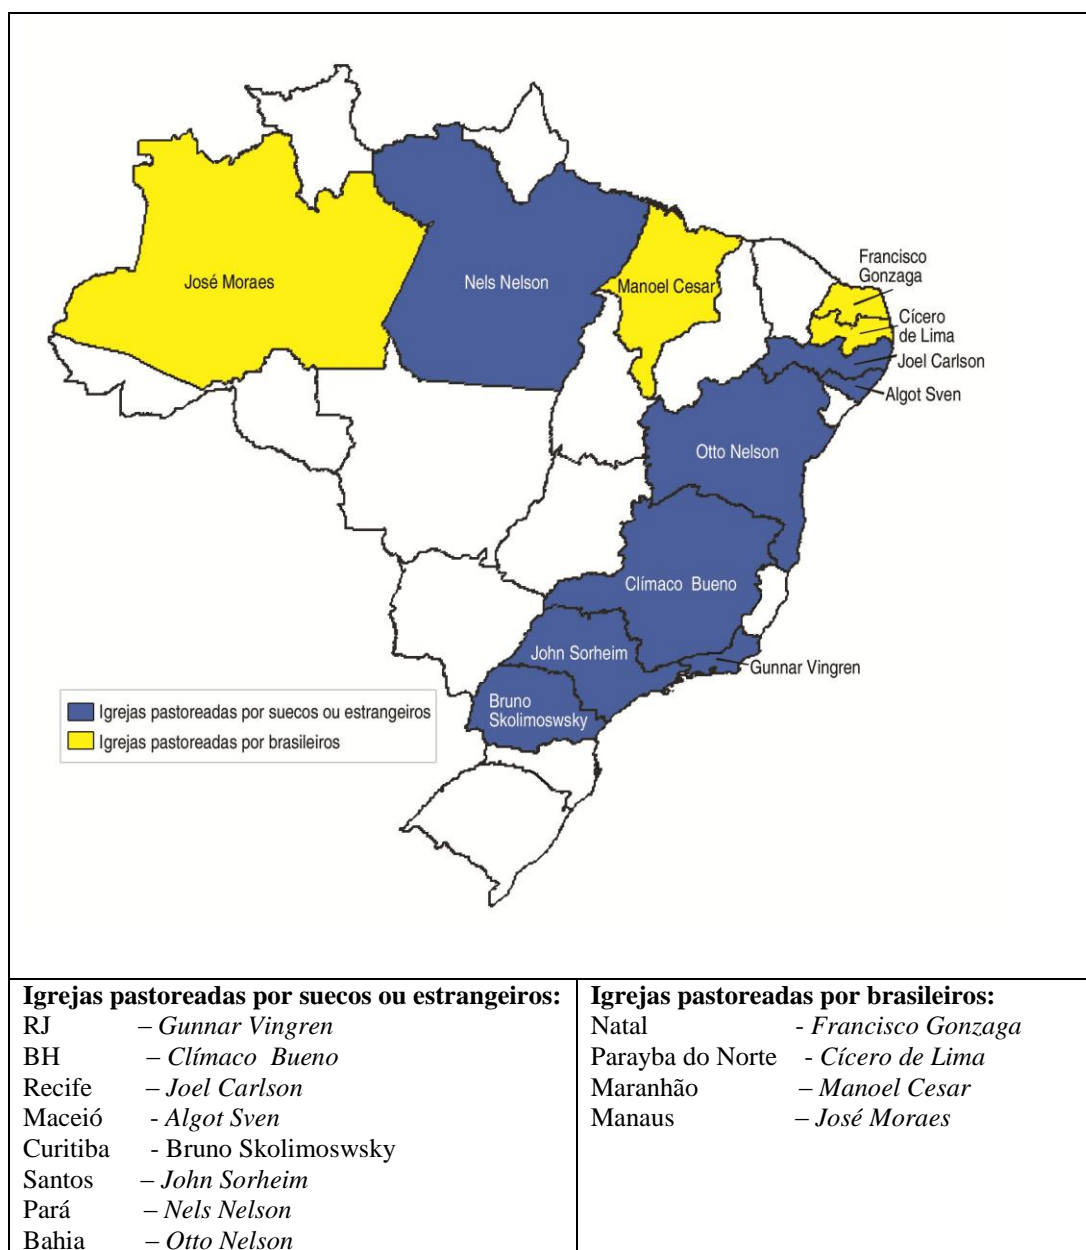 Francisco
Gonzaga
José Moraes
Nels Nelson
Manoel Cesar
Cícero
de Lima
Joel Carlson
Algot Sven
Otto Nelson
Clímaco Bueno
John Sorheim
Gunnar Vingren
Bruno
Skolimoswsky
Igrejas pastoreadas por suecos ou estrangeiros
Igrejas pastoreadas por brasileiros
Igrejas pastoreadas por suecos ou estrangeiros:
RJ – Gunnar Vingren
BH – Clímaco Bueno
Recife – Joel Carlson
Maceió - Algot Sven
Curitiba - Bruno Skolimoswsky
Santos – John Sorheim
Pará – Nels Nelson
Bahia – Otto Nelson
Igrejas pastoreadas por brasileiros:
Natal - Francisco Gonzaga
Parayba do Norte - Cícero de Lima
Maranhão – Manoel Cesar
Manaus – José Moraes